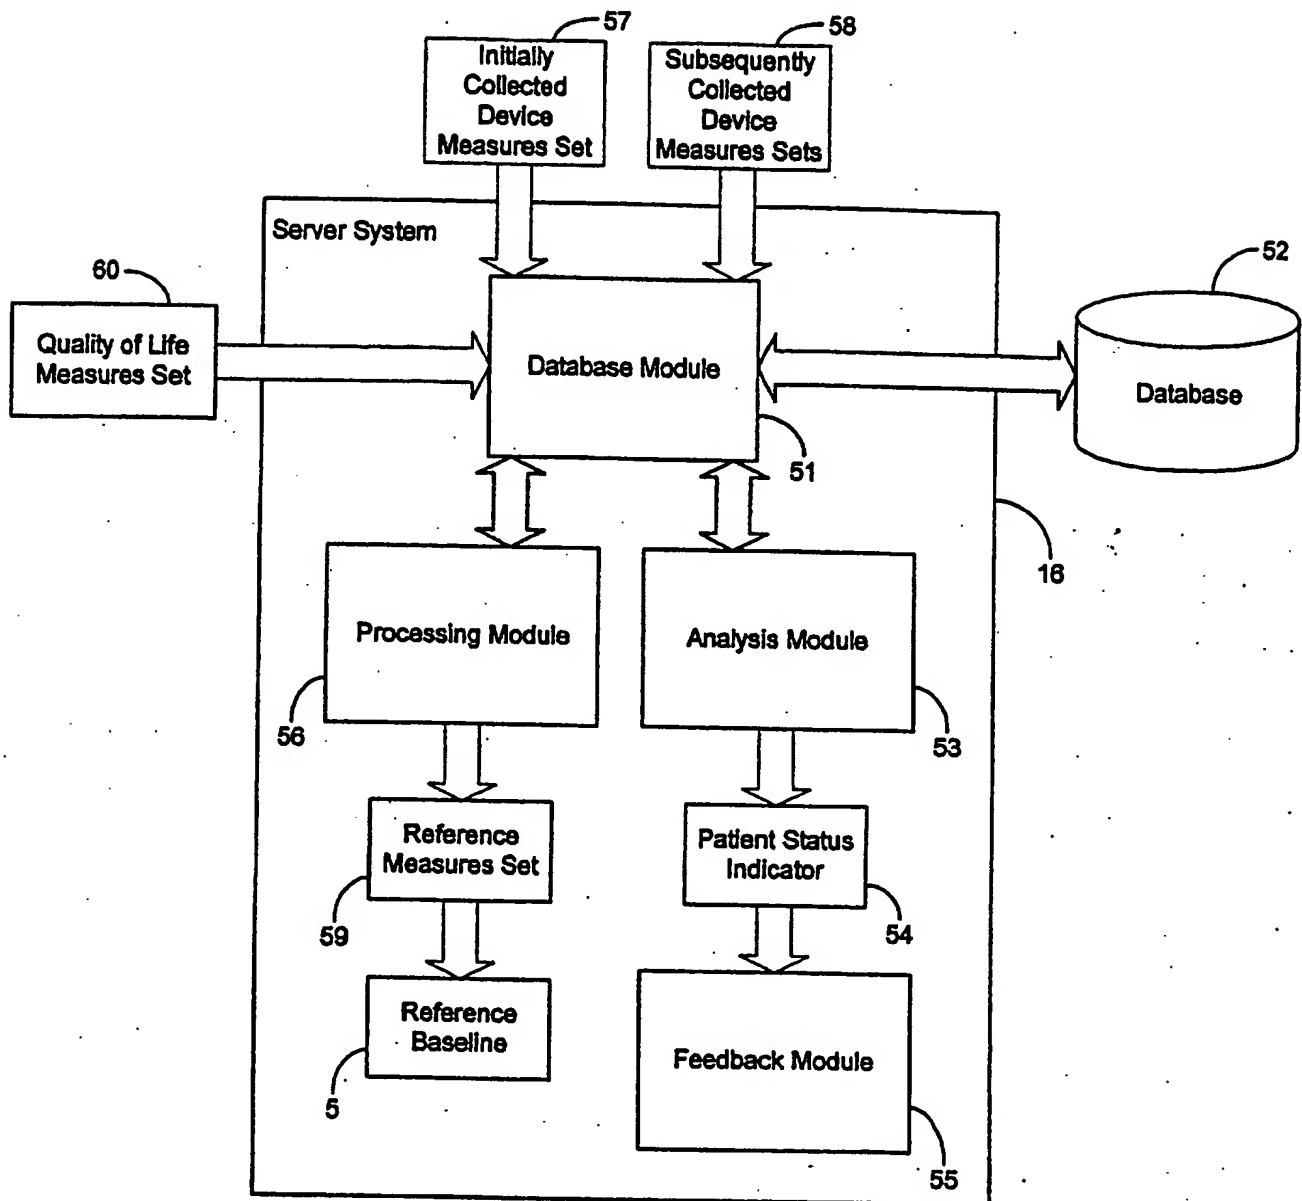 57
58
Initially
Collected
Device
Measures Set
Subsequently
Collected
Device
Measures Sets
Server System
60
52
Quality of Life
Measures Set
Database Module
Database
51
16
Processing Module
Analysis Module
56
53
Reference
Measures Set
Patient Status
Indicator
59
54
Reference
Baseline
Feedback Module
5
55